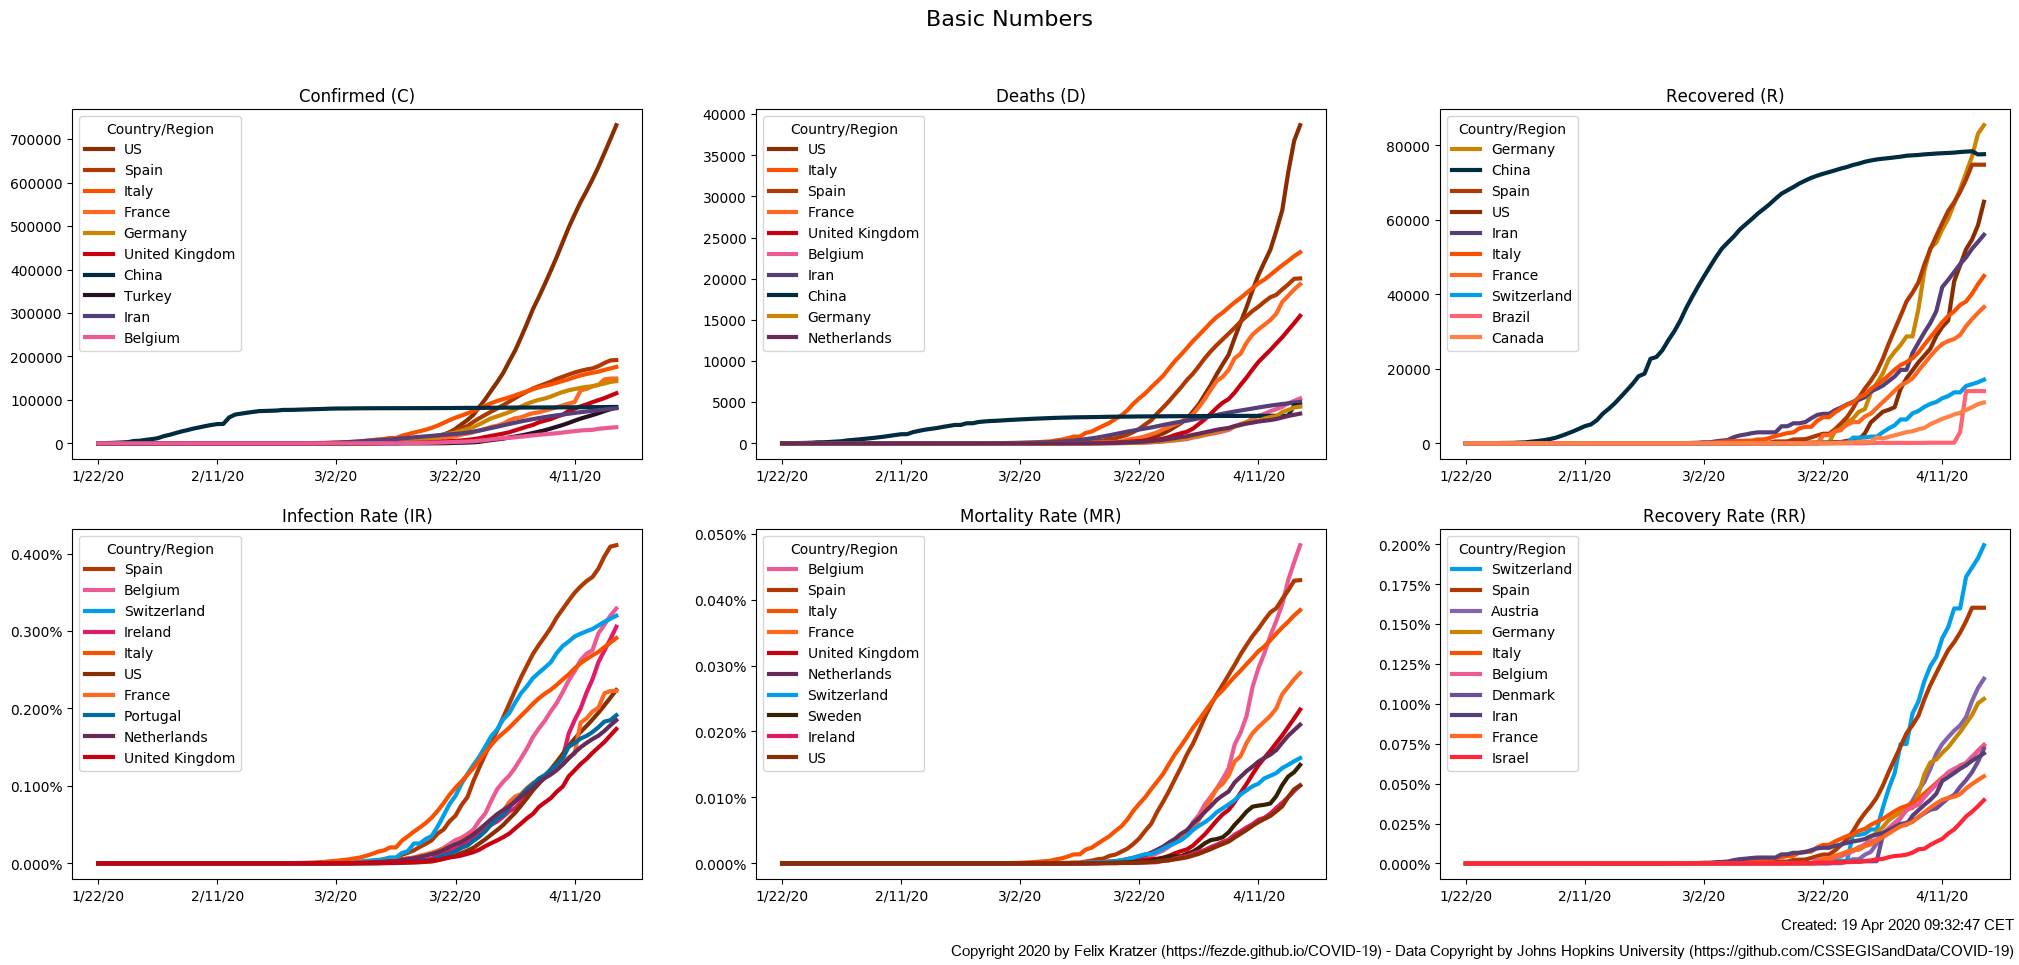 Basic Numbers
Confirmed (C)
Country/Region
US
Spain
Italy
France
Germany
United Kingdom
China
Turkey
Iran
Belgium
700000
600000
500000
400000
300000
200000
100000
0
1/22/20 2/11/20 3/2/20 3/22/20 4/11/20
Deaths (D)
Country/Region
US
Italy
Spain
France
United Kingdom
Belgium
Iran
China
Germany
Netherlands
40000
35000
30000
25000
20000
15000
10000
5000
0
1/22/20 2/11/20 3/2/20 3/22/20 4/11/20
Recovered (R)
Country/Region
Germany
China
Spain
US
Iran
Italy
France
Switzerland
Brazil
Canada
80000
60000
40000
20000
0
1/22/20 2/11/20 3/2/20 3/22/20 4/11/20
Infection Rate (IR)
Country/Region
Spain
Belgium
Switzerland
Ireland
Italy
US
France
Portugal
Netherlands
United Kingdom
0.400%
0.300%
0.200%
0.100%
0.000%
1/22/20 2/11/20 3/2/20 3/22/20 4/11/20
Mortality Rate (MR)
Country/Region
Belgium
Spain
Italy
France
United Kingdom
Netherlands
Switzerland
Sweden
Ireland
US
0.050%
0.040%
0.030%
0.020%
0.010%
0.000%
1/22/20 2/11/20 3/2/20 3/22/20 4/11/20
Recovery Rate (RR)
Country/Region
Switzerland
Spain
Austria
Germany
Italy
Belgium
Denmark
Iran
France
Israel
0.200%
0.175%
0.150%
0.125%
0.100%
0.075%
0.050%
0.025%
0.000%
1/22/20 2/11/20 3/2/20 3/22/20 4/11/20
Created: 19 Apr 2020 09:32:47 CET
Copyright 2020 by Felix Kratzer (https://fezde.github.io/COVID-19) - Data Copyright by Johns Hopkins University (https://github.com/CSSEGISandData/COVID-19)